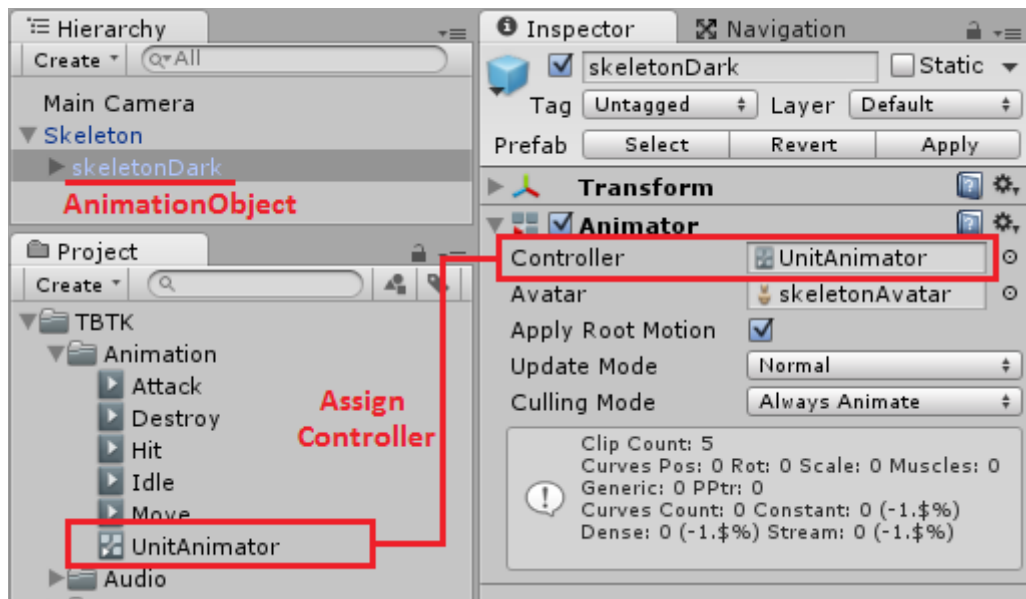 Hierarchy
Create
All
Main Camera
Skeleton
skeletonDark
AnimationObject
Project
Create
TBTK
Animation
Attack
Destroy
Hit
Idle
Move
UnitAnimator
Audio
Assign
Controller
Inspector
Navigation
skeletonDark
Static
Tag Untagged Layer Default
Prefab Select Revert Apply
Transform
Animator
Controller UnitAnimator
Avatar skeletonAvatar
Apply Root Motion
Update Mode Normal
Culling Mode Always Animate
Clip Count: 5
Curves Pos: 0 Rot: 0 Scale: 0 Muscles: 0
Generic: 0 PPtr: 0
Curves Count: 0 Constant: 0 (-1.$%)
Dense: 0 (-1.$%) Stream: 0 (-1.$%)